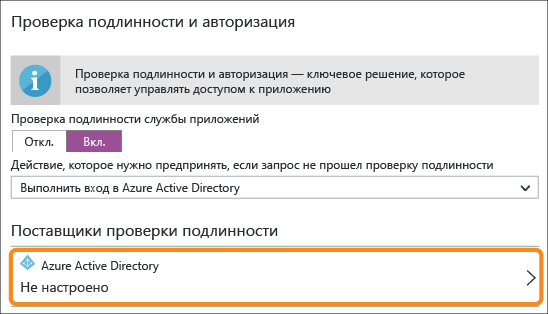 Проверка подлинности и авторизация
Проверка подлинности и авторизация — ключевое решение, которое
позволяет управлять доступом к приложению
Проверка подлинности службы приложений
Откл. Вкл.
Действие, которое нужно предпринять, если запрос не прошел проверку подлинности
Выполнить вход в Azure Active Directory
Поставщики проверки подлинности
Azure Active Directory
Не настроено